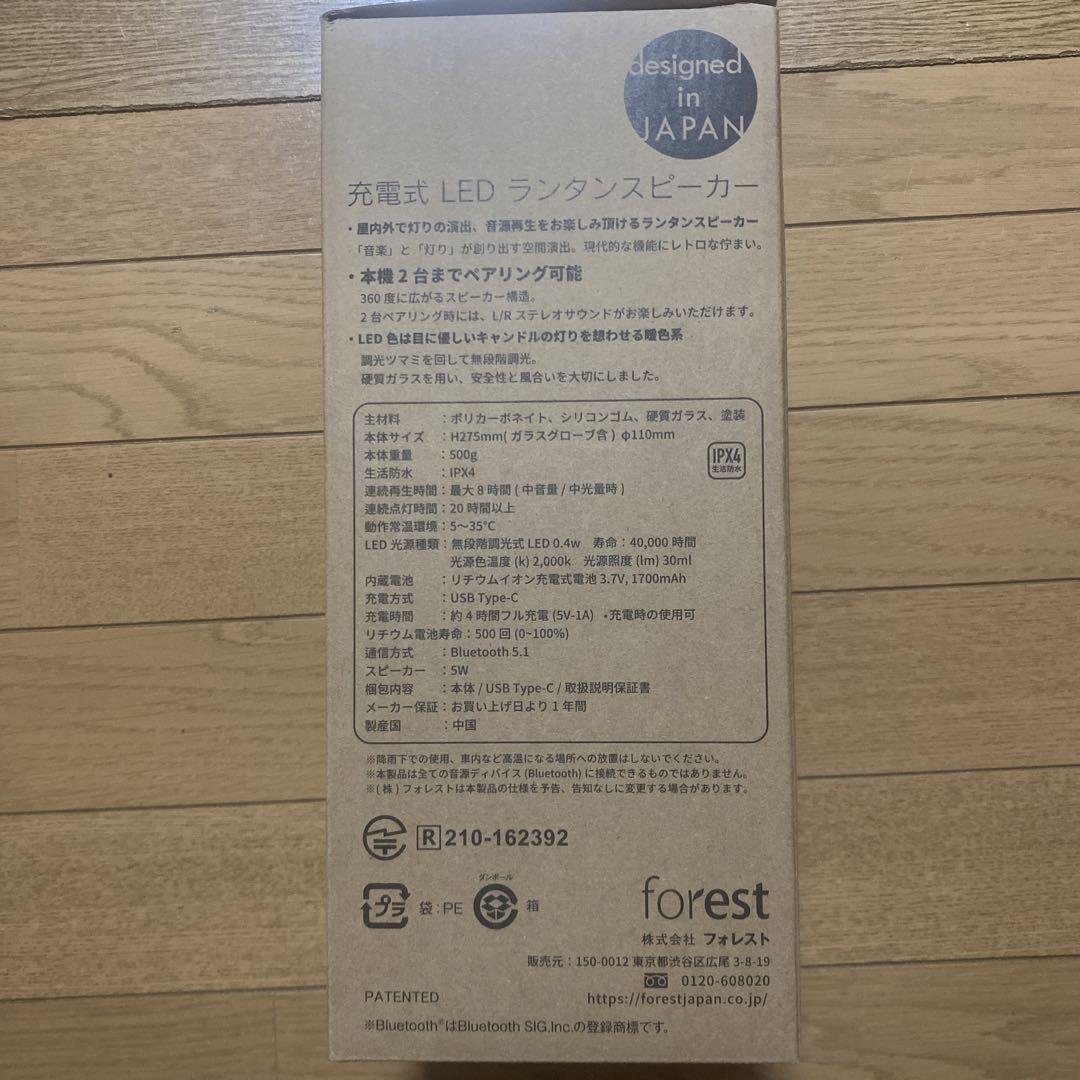 designed
in
JAPAN
充電式 LED ランタンスピーカー
・屋内外で灯りの演出、音源再生をお楽しみ頂けるランタンスピーカー
「音楽」と「灯り」が創り出す空間演出。現代的な機能にレトロな佇まい。
・本機2台までペアリング可能
360度に広がるスピーカー構造。
2台ペアリング時には、L/Rステレオサウンドがお楽しみいただけます。
・LED色は目に優しいキャンドルの灯りを想わせる暖色系
調光ツマミを回して無段階調光。
硬質ガラスを用い、安全性と風合いを大切にしました。
主材料 :ポリカーボネイト、シリコンゴム、硬質ガラス、塗装
本体サイズ :H275mm(ガラスグローブ含) φ110mm
本体重量 :500g
IPX4
生活防水
生活防水 :IPX4
連続再生時間:最大8時間(中音量/中光量時)
連続点灯時間:20時間以上
動作常温環境:5~35℃
LED光源種類:無段階調光式LED 0.4w 寿命:40,000時間
光源色温度(k) 2,000k 光源照度(lm) 30ml
内蔵電池 :リチウムイオン充電式電池 3.7V, 1700mAh
充電方式 :USB Type-C
充電時間 :約4時間フル充電(5V-1A) •充電時の使用可
リチウム電池寿命:500回(0~100%)
通信方式 :Bluetooth 5.1
スピーカー :5W
梱包内容 :本体/USB Type-C/取扱説明保証書
メーカー保証:お買い上げ日より1年間
製産国 :中国
※降雨下での使用、車内など高温になる場所への放置はしないでください。
※本製品は全ての音源ディバイス(Bluetooth)に接続できるものではありません。
※(株)フォレストは本製品の仕様を予告、告知なしに変更する場合があります。
R 210-162392
プラ 袋:PE
ダンボール
箱
forest
株式会社 フォレスト
販売元:150-0012 東京都渋谷区広尾 3-8-19
0120-608020
PATENTED
https://forestjapan.co.jp/
※Bluetooth®はBluetooth SIG,Inc.の登録商標です。